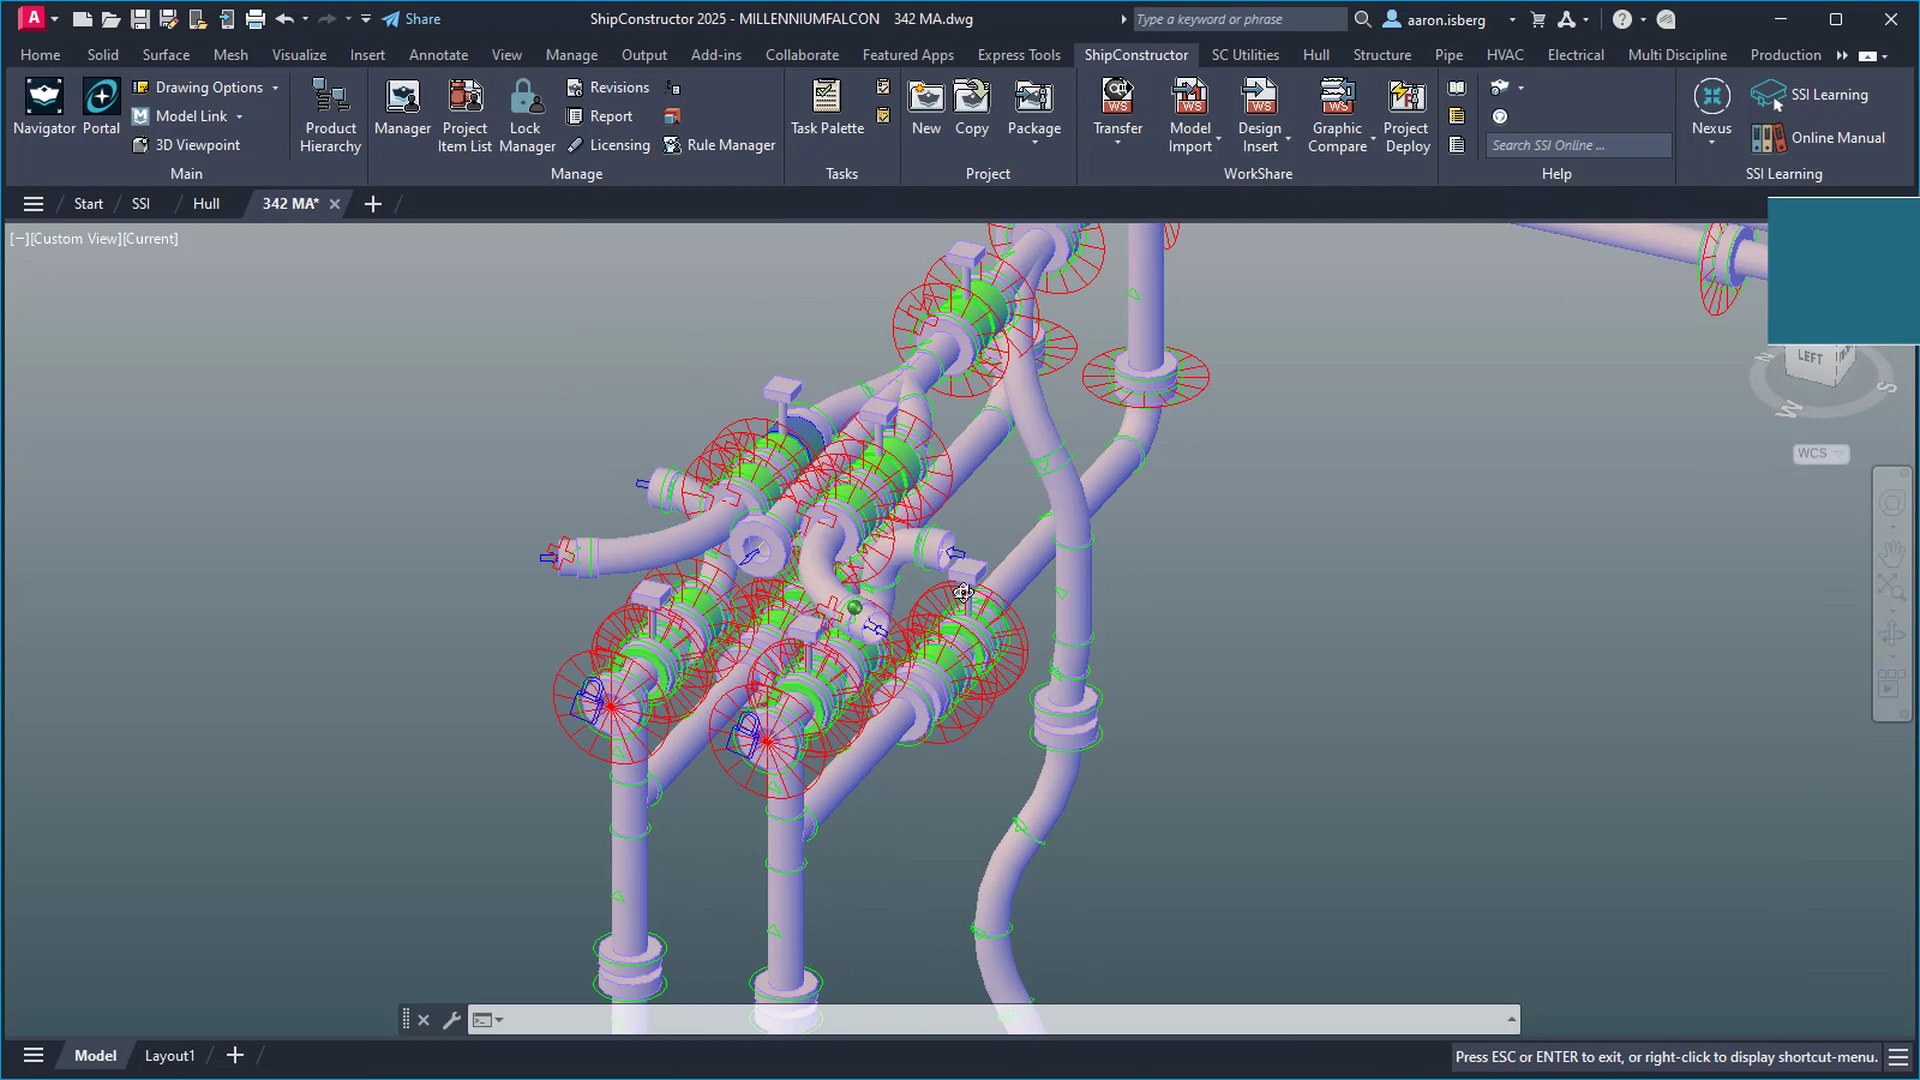 A
Share
ShipConstructor 2025 - MILLENNIUMFALCON 342 MA.dwg
Type a keyword or phrase
aaron.isberg
Home Solid Surface Mesh Visualize Insert Annotate View Manage Output Add-ins Collaborate Featured Apps Express Tools ShipConstructor SC Utilities Hull Structure Pipe HVAC Electrical Multi Discipline Production
Navigator
Portal
Drawing Options
Model Link
3D Viewpoint
Product
Hierarchy
Main
Manager
Project
Item List
Lock
Manager
Revisions
Report
Licensing
Rule Manager
Manage
Task Palette
Tasks
New
Copy
Package
Project
WS
Transfer
WS
Model
Import
WS
Design
Insert
WS
Graphic
Compare
WS
Project
Deploy
WorkShare
Search SSI Online ...
Help
Nexus
SSI Learning
Online Manual
SSI Learning
Start
SSI
Hull
342 MA*
[−][Custom View][Current]
LEFT
N
S
W
WCS
Model
Layout1
Press ESC or ENTER to exit, or right-click to display shortcut-menu.